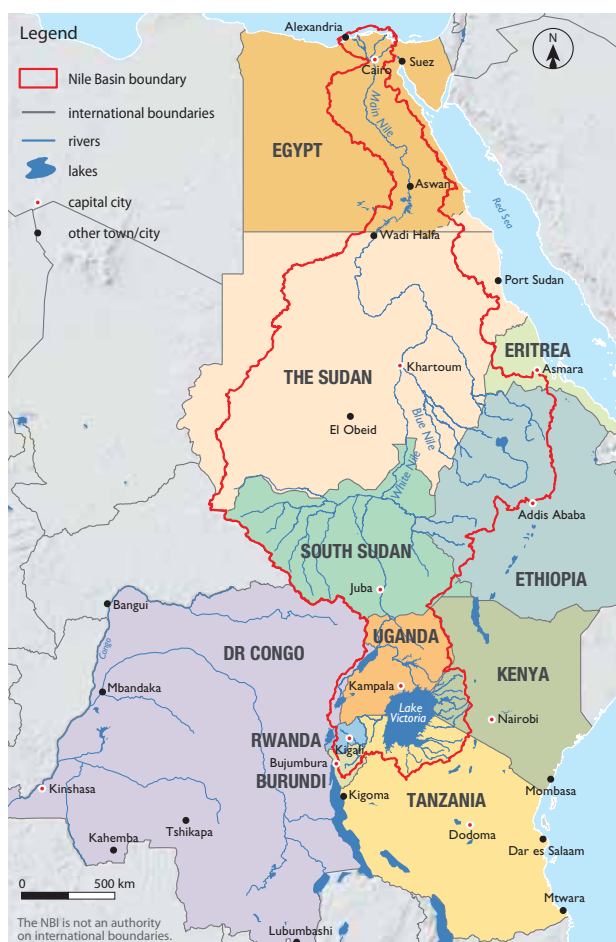 Legend
Nile Basin boundary
international boundaries
rivers
lakes
capital city
other town/city
N
Alexandria
Cairo
Suez
Main Nile
EGYPT
Aswan
Red Sea
Wadi Halfa
Port Sudan
ERITREA
Asmara
Khartoum
THE SUDAN
El Obeid
Blue Nile
White Nile
Addis Ababa
SOUTH SUDAN
ETHIOPIA
Juba
Bangui
UGANDA
DR CONGO
Congo
KENYA
Kampala
Mbandaka
Lake
Victoria
Nairobi
RWANDA
Kigali
Bujumbura
BURUNDI
Kinshasa
Kigoma
Mombasa
TANZANIA
Tshikapa
Dodoma
Kahemba
Dar es Salaam
0 500 km
Mtwara
The NBI is not an authority
on international boundaries.
Lubumbashi